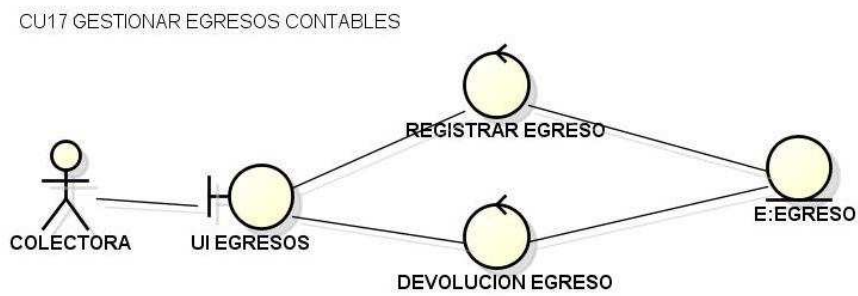 CU17 GESTIONAR EGRESOS CONTABLES
REGISTRAR EGRESO
COLECTORA
UI EGRESOS
E:EGRESO
DEVOLUCION EGRESO